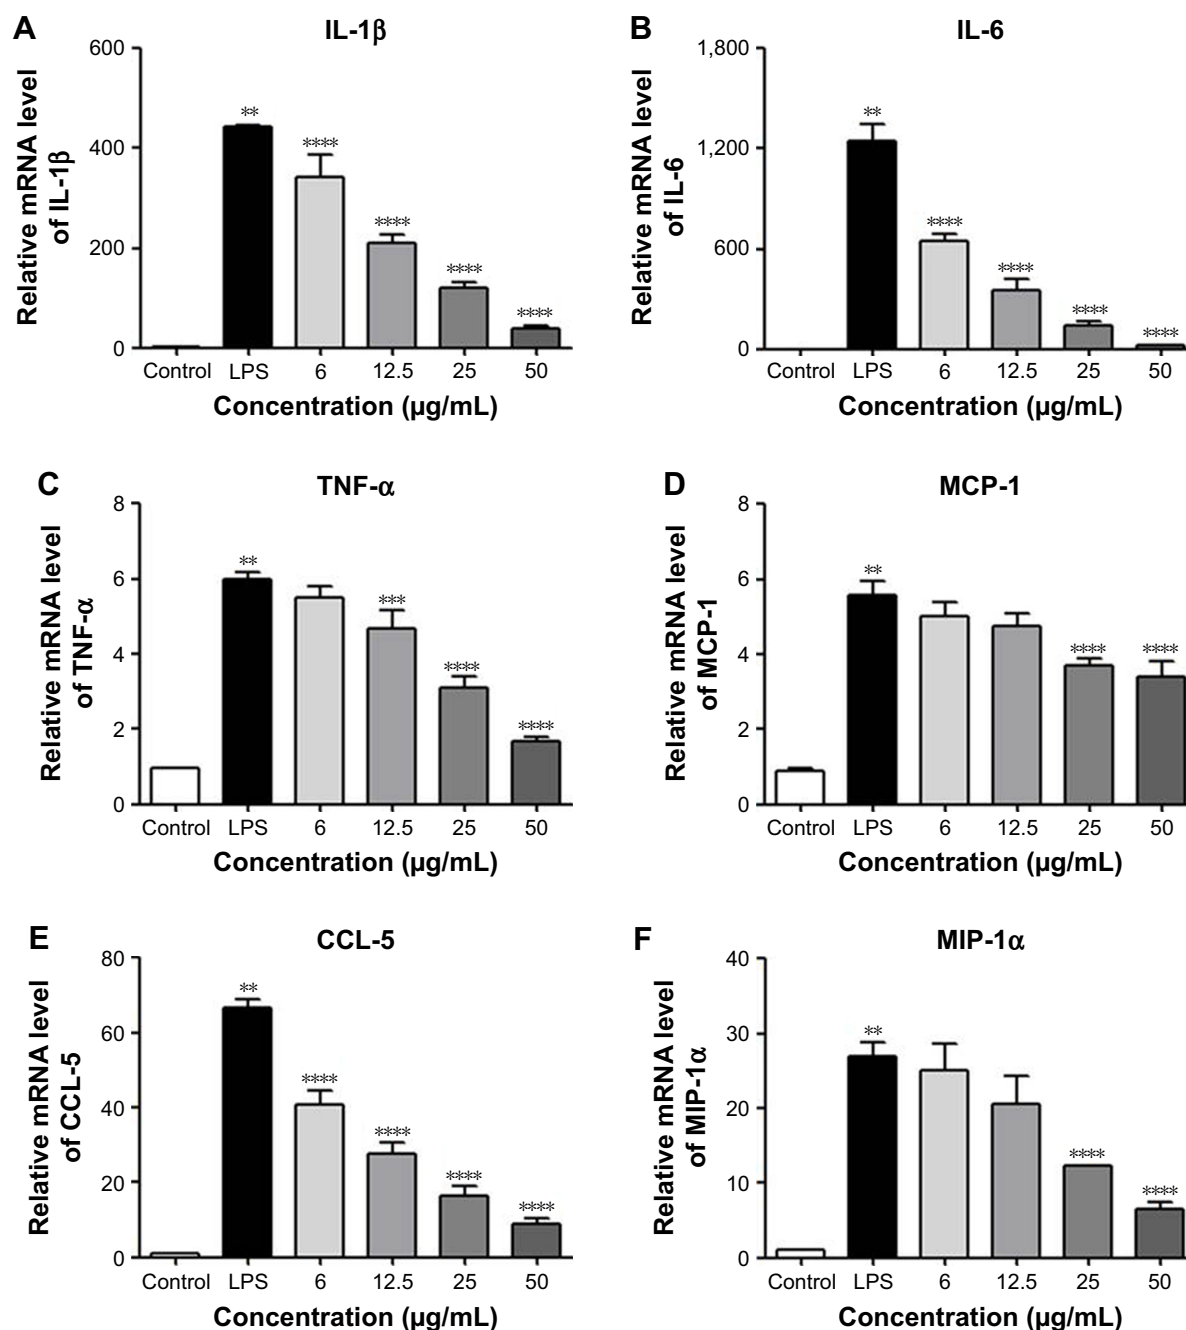 A
IL-1β
Relative mRNA level
of IL-1β
600
400
200
0
**
****
****
****
****
Control LPS 6 12.5 25 50
Concentration (µg/mL)
B
IL-6
Relative mRNA level
of IL-6
1,800
1,200
600
0
**
****
****
****
****
Control LPS 6 12.5 25 50
Concentration (µg/mL)
C
TNF-α
Relative mRNA level
of TNF-α
8
6
4
2
0
**
***
****
****
Control LPS 6 12.5 25 50
Concentration (µg/mL)
D
MCP-1
Relative mRNA level
of MCP-1
8
6
4
2
0
**
****
****
Control LPS 6 12.5 25 50
Concentration (µg/mL)
E
CCL-5
Relative mRNA level
of CCL-5
80
60
40
20
0
**
****
****
****
****
Control LPS 6 12.5 25 50
Concentration (µg/mL)
F
MIP-1α
Relative mRNA level
of MIP-1α
40
30
20
10
0
**
****
****
Control LPS 6 12.5 25 50
Concentration (µg/mL)